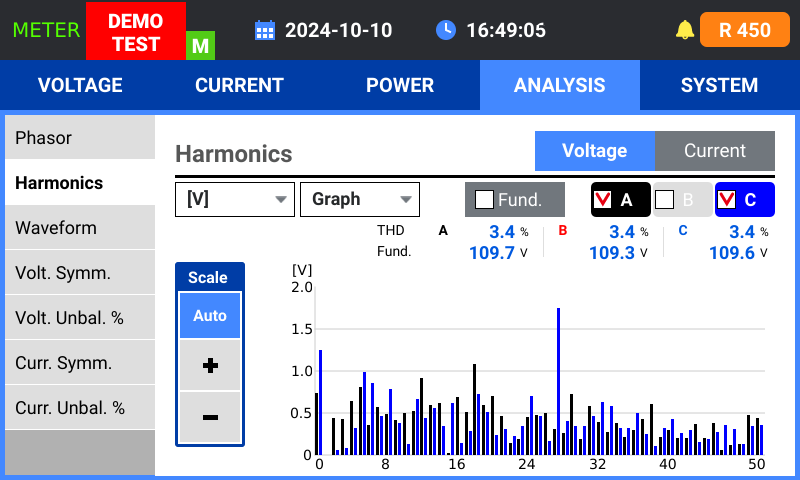 METER DEMO TEST M 2024-10-10 16:49:05 R 450
VOLTAGE CURRENT POWER ANALYSIS SYSTEM
Phasor
Harmonics
Waveform
Volt. Symm.
Volt. Unbal. %
Curr. Symm.
Curr. Unbal. %
Harmonics Voltage Current
[V] Graph Fund. A B C
THD A 3.4 % B 3.4 % C 3.4 %
Fund. 109.7 V 109.3 V 109.6 V
Scale
Auto
+
−
[V]
2.0
1.5
1.0
0.5
0
0 8 16 24 32 40 50